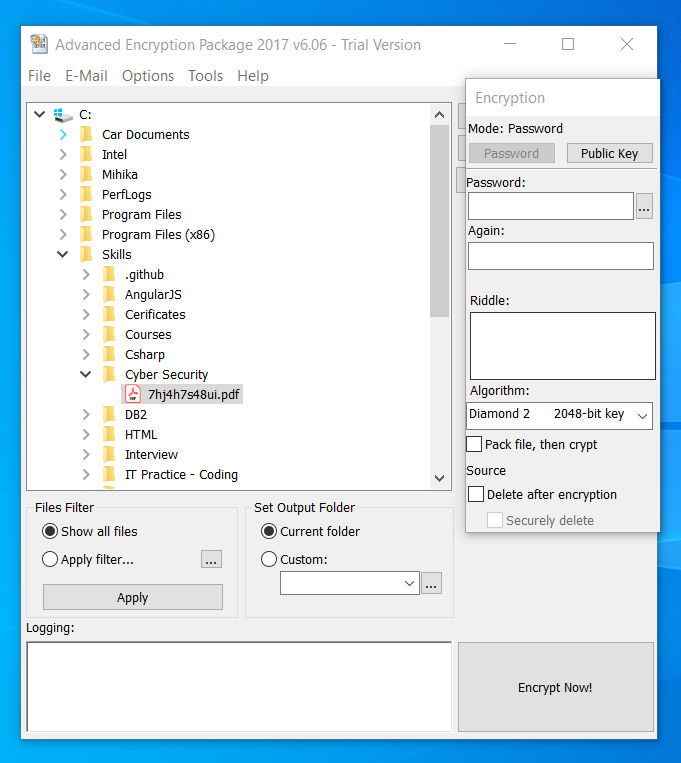 Advanced Encryption Package 2017 v6.06 - Trial Version
File E-Mail Options Tools Help
C:
Car Documents
Intel
Mihika
PerfLogs
Program Files
Program Files (x86)
Skills
.github
AngularJS
Cerificates
Courses
Csharp
Cyber Security
7hj4h7s48ui.pdf
DB2
HTML
Interview
IT Practice - Coding
Encryption
Mode: Password
Password Public Key
Password:
...
Again:
Riddle:
Algorithm:
Diamond 2 2048-bit key
Pack file, then crypt
Source
Delete after encryption
Securely delete
Files Filter
Show all files
Apply filter...
...
Apply
Set Output Folder
Current folder
Custom:
...
Logging:
Encrypt Now!